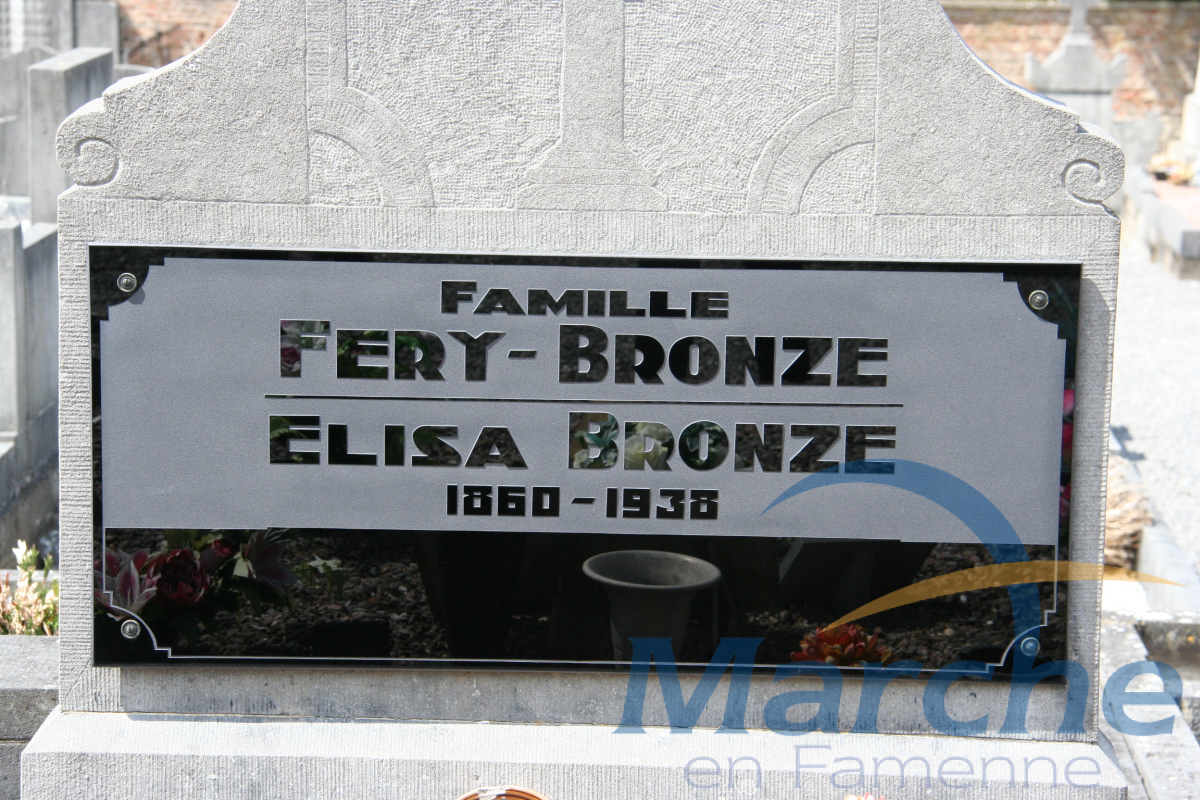 FAMILLE
FERY-BRONZE
ELISA BRONZE
1860-1938
Marche
en Famenne